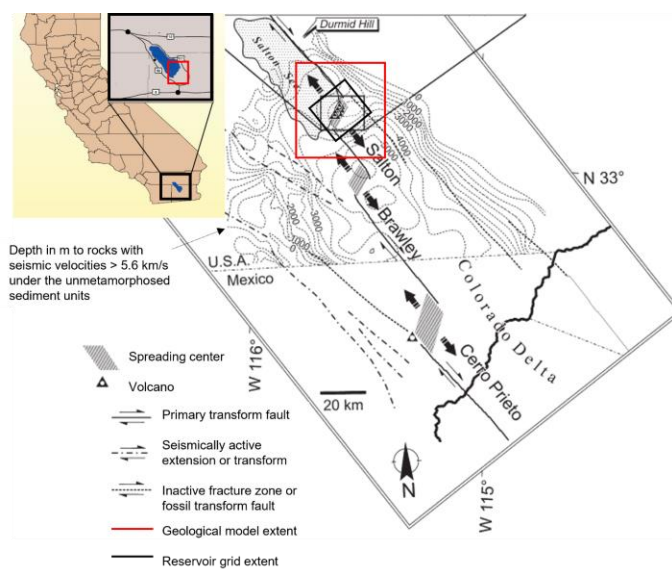 Durmid Hill
Salton Sea
1000
2000
3000
4000
5000
Salton
N 33°
Brawley
2000
3000
Depth in m to rocks with
seismic velocities > 5.6 km/s
under the unmetamorphosed
sediment units
U.S.A.
Mexico
Colorado Delta
Cerro Prieto
W 116°
20 km
N
W 115°
Spreading center
Volcano
Primary transform fault
Seismically active
extension or transform
Inactive fracture zone or
fossil transform fault
Geological model extent
Reservoir grid extent